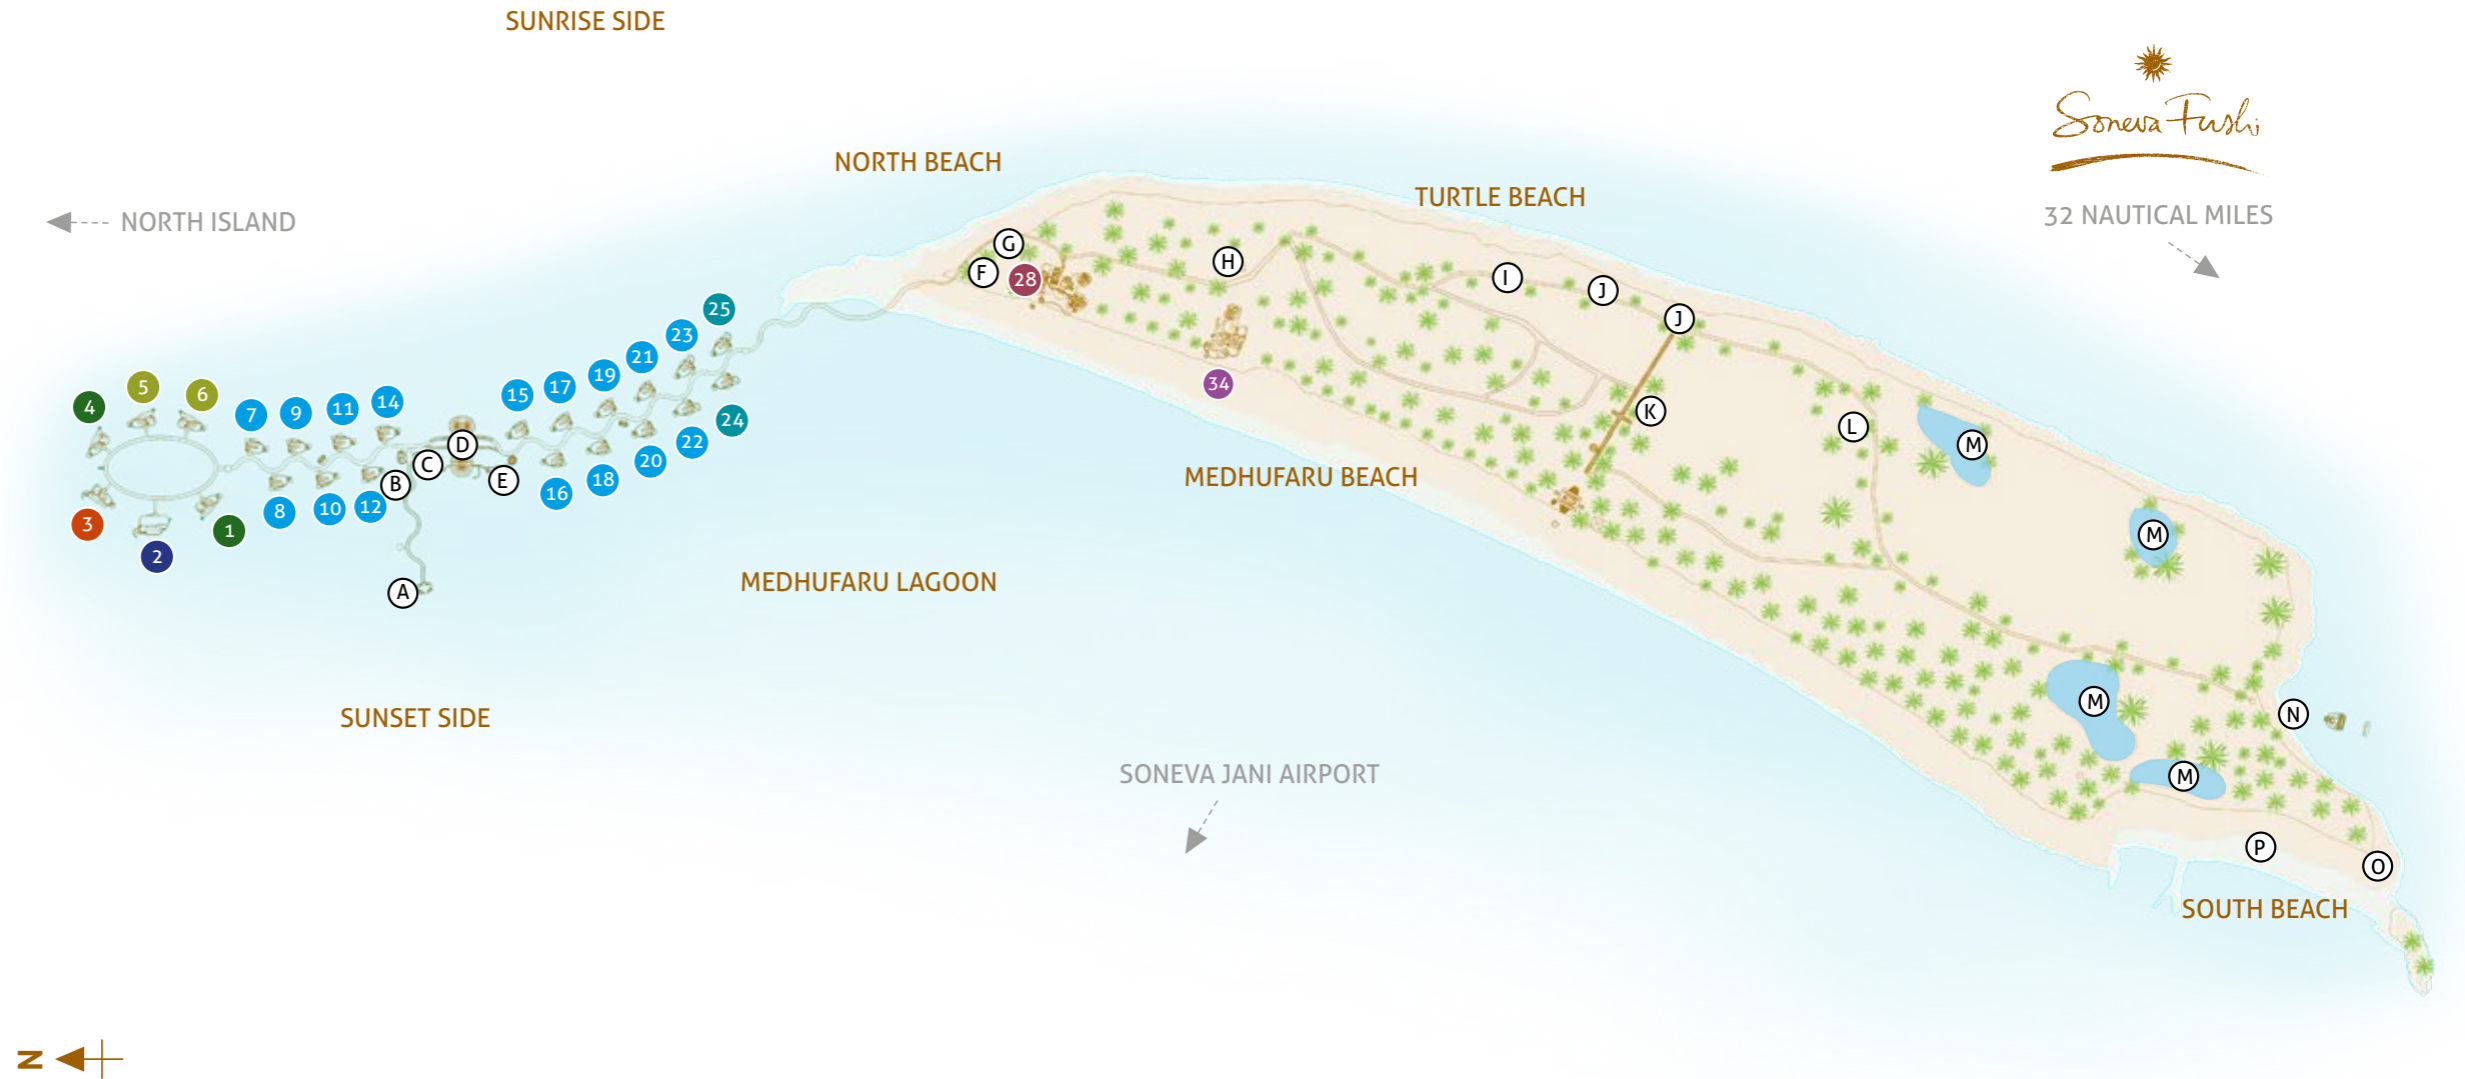 SUNRISE SIDE
Soneva Fushi
NORTH BEACH
TURTLE BEACH
32 NAUTICAL MILES
NORTH ISLAND
G
F
28
H
I
J
J
25
23
21
19
17
15
14
11
9
7
6
5
4
34
K
L
M
M
24
22
20
18
16
D
C
E
B
12
10
8
1
3
2
A
MEDHUFARU BEACH
MEDHUFARU LAGOON
SUNSET SIDE
SONEVA JANI AIRPORT
M
N
M
P
O
SOUTH BEACH
N